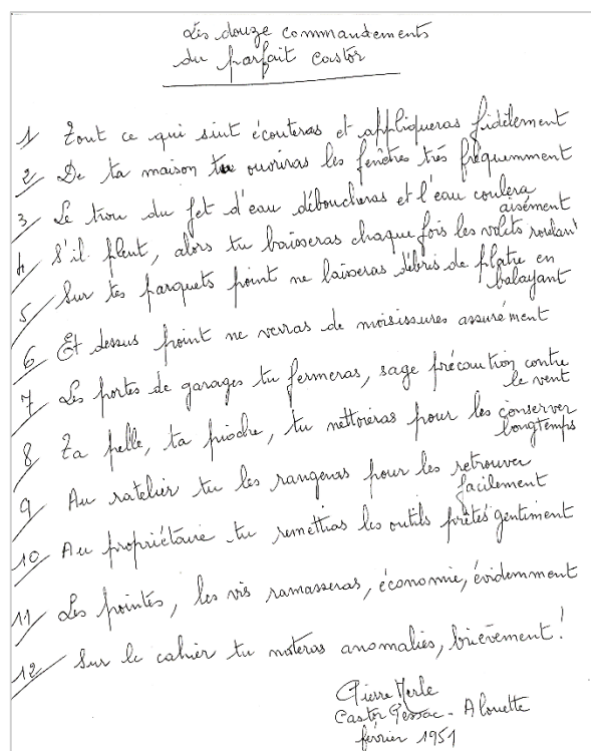 Les douze commandements
du parfait castor
1 Tout ce qui suit écouteras et appliqueras fidèlement
2 De ta maison tu ouvriras les fenêtres très fréquemment
3 Le trou du jet d'eau déboucheras et l'eau coulera
aisément
4 S'il pleut, alors tu baisseras chaque fois les volets roulant
5 Sur tes parquets point ne laisseras débris de platre en
balayant
6 Et dessus point ne verras de moisissures assurément
7 Les portes de garages tu fermeras, sage précaution contre
le vent
8 Ta pelle, ta pioche, tu nettoieras pour les conserver
longtemps
9 Au ratelier tu les rangeras pour les retrouver
facilement
10 Au propriétaire tu remettras les outils prêtés gentiment
11 Les pointes, les vis ramasseras, économie, évidemment
12 Sur le cahier tu noteras anomalies, brièvement!
Pierre Merle
Castor Pessac - Alouette
février 1951